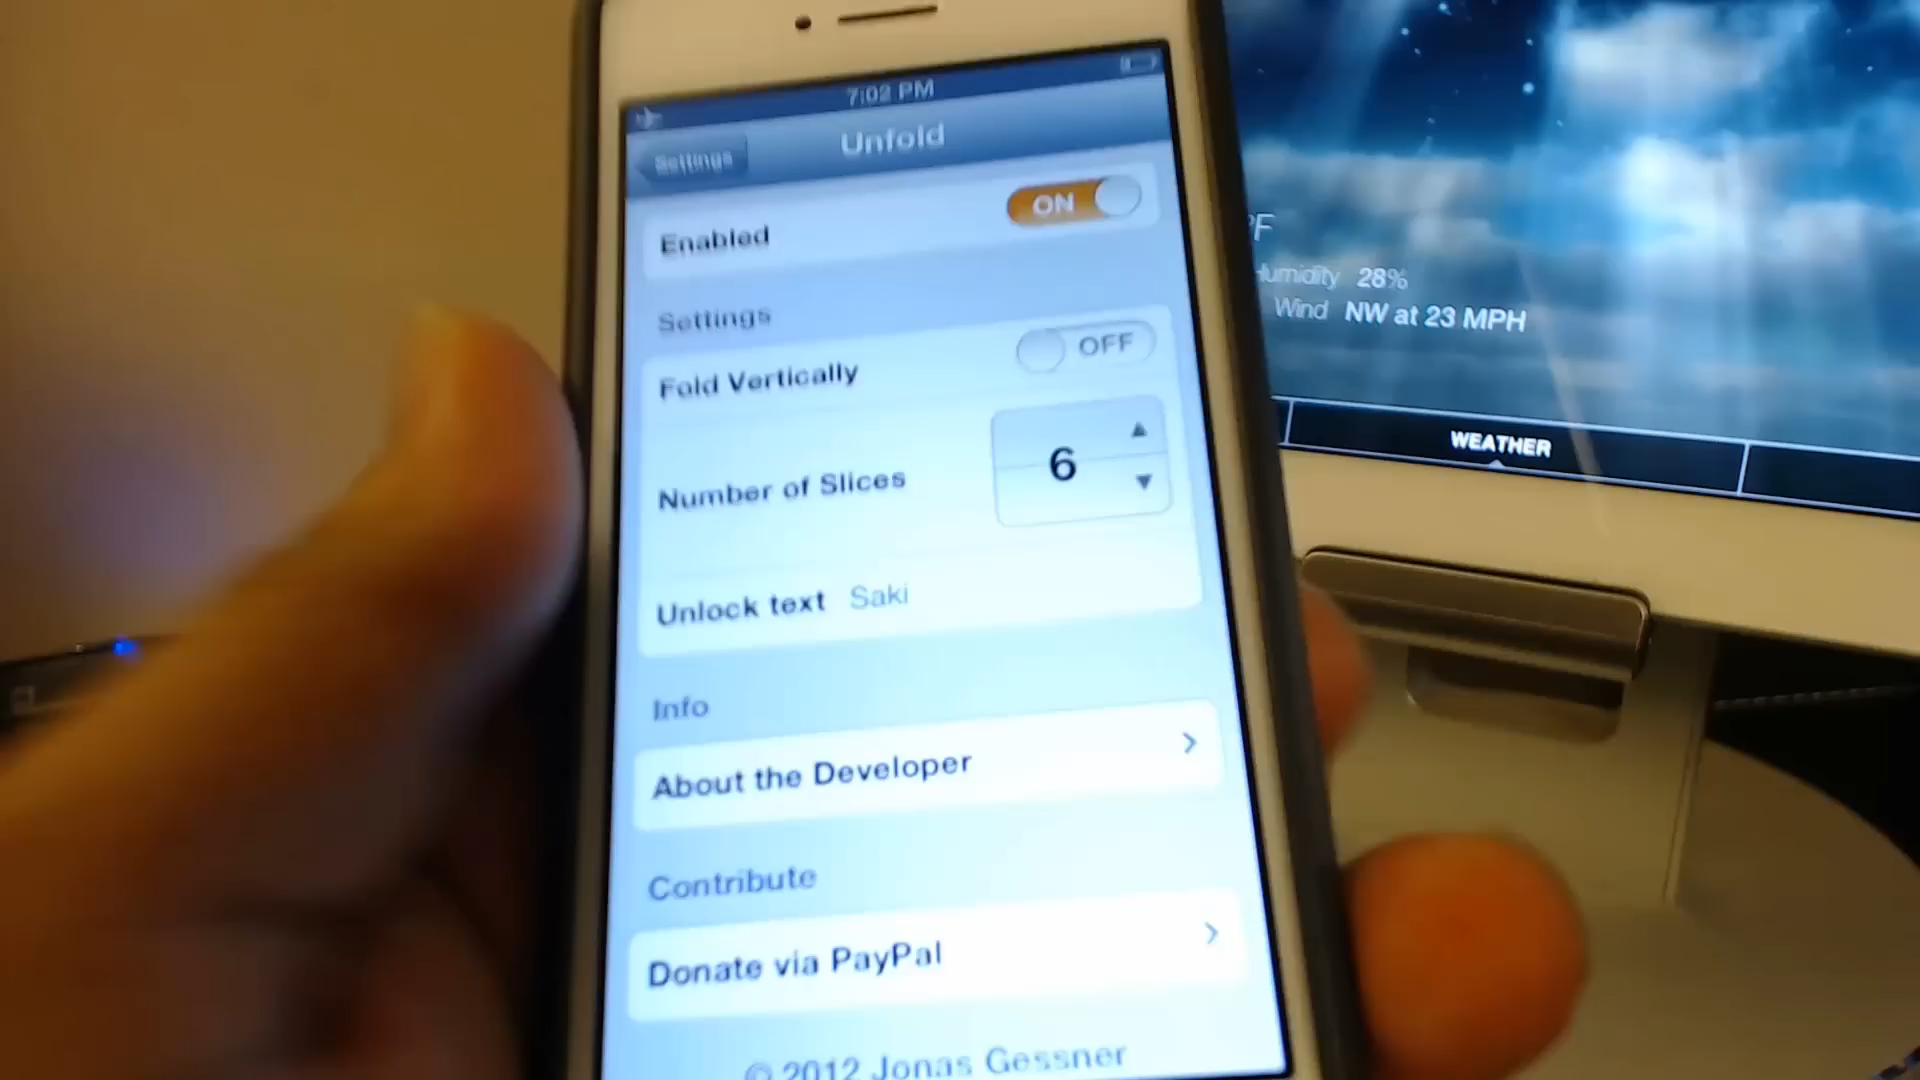 7:02 PM
Settings
Unfold
Enabled
ON
Settings
Fold Vertically
OFF
Number of Slices
6
Unlock text Saki
Info
About the Developer
Contribute
Donate via PayPal
© 2012 Jonas Gessner
°F
Humidity 28%
Wind NW at 23 MPH
WEATHER